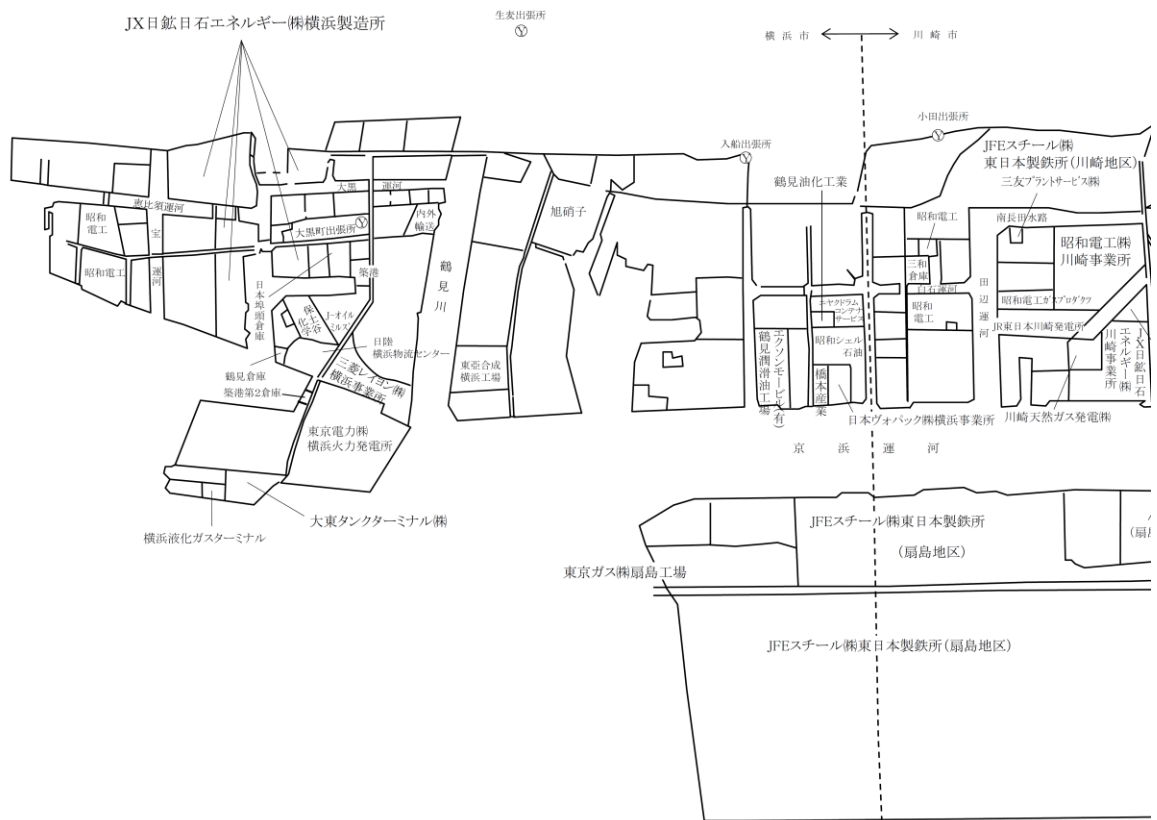 生麦出張所
JX日鉱日石エネルギー㈱横浜製造所
横浜市
川崎市
小田出張所
入船出張所
JFEスチール㈱
東日本製鉄所(川崎地区)
三友プラントサービス㈱
鶴見油化工業
大黒運河
恵比須運河
昭和
電工
宝運河
昭和電工
大黒町出張所
内外
輸送
旭硝子
昭和電工
南長田水路
昭和電工㈱
川崎事業所
三和
倉庫
白石運河
昭和
電工
田辺運河
昭和電工ガスプロダクツ
JR東日本川崎発電所
JX日鉱日石
エネルギー㈱
川崎事業所
川崎天然ガス発電㈱
築港
鶴見川
日本埠頭倉庫
保土谷
化学
J-オイル
ミルズ
日陸
横浜物流センター
三菱レイヨン㈱
横浜事業所
鶴見倉庫
築港第2倉庫
東亞合成
横浜工場
キャクドラム
コンテナ
サービス
昭和シェル
石油
エクソンモービル(有)
鶴見潤滑油工場
橋本産業
日本ヴォパック㈱横浜事業所
京浜運河
東京電力㈱
横浜火力発電所
大東タンクターミナル㈱
横浜液化ガスターミナル
JFEスチール㈱東日本製鉄所
(扇島地区)
(扇島
東京ガス㈱扇島工場
JFEスチール㈱東日本製鉄所(扇島地区)